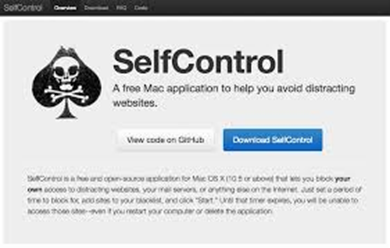 SelfControl Overview Download FAQ Code
SelfControl
A free Mac application to help you avoid distracting
websites.
View code on GitHub Download SelfControl
SelfControl is a free and open-source application for Mac OS X (10.5 or above) that lets you block your
own access to distracting websites, your mail servers, or anything else on the Internet. Just set a period
of time to block for, add sites to your blacklist, and click "Start." Until that timer expires, you will be unable to
access those sites--even if you restart your computer or delete the application.